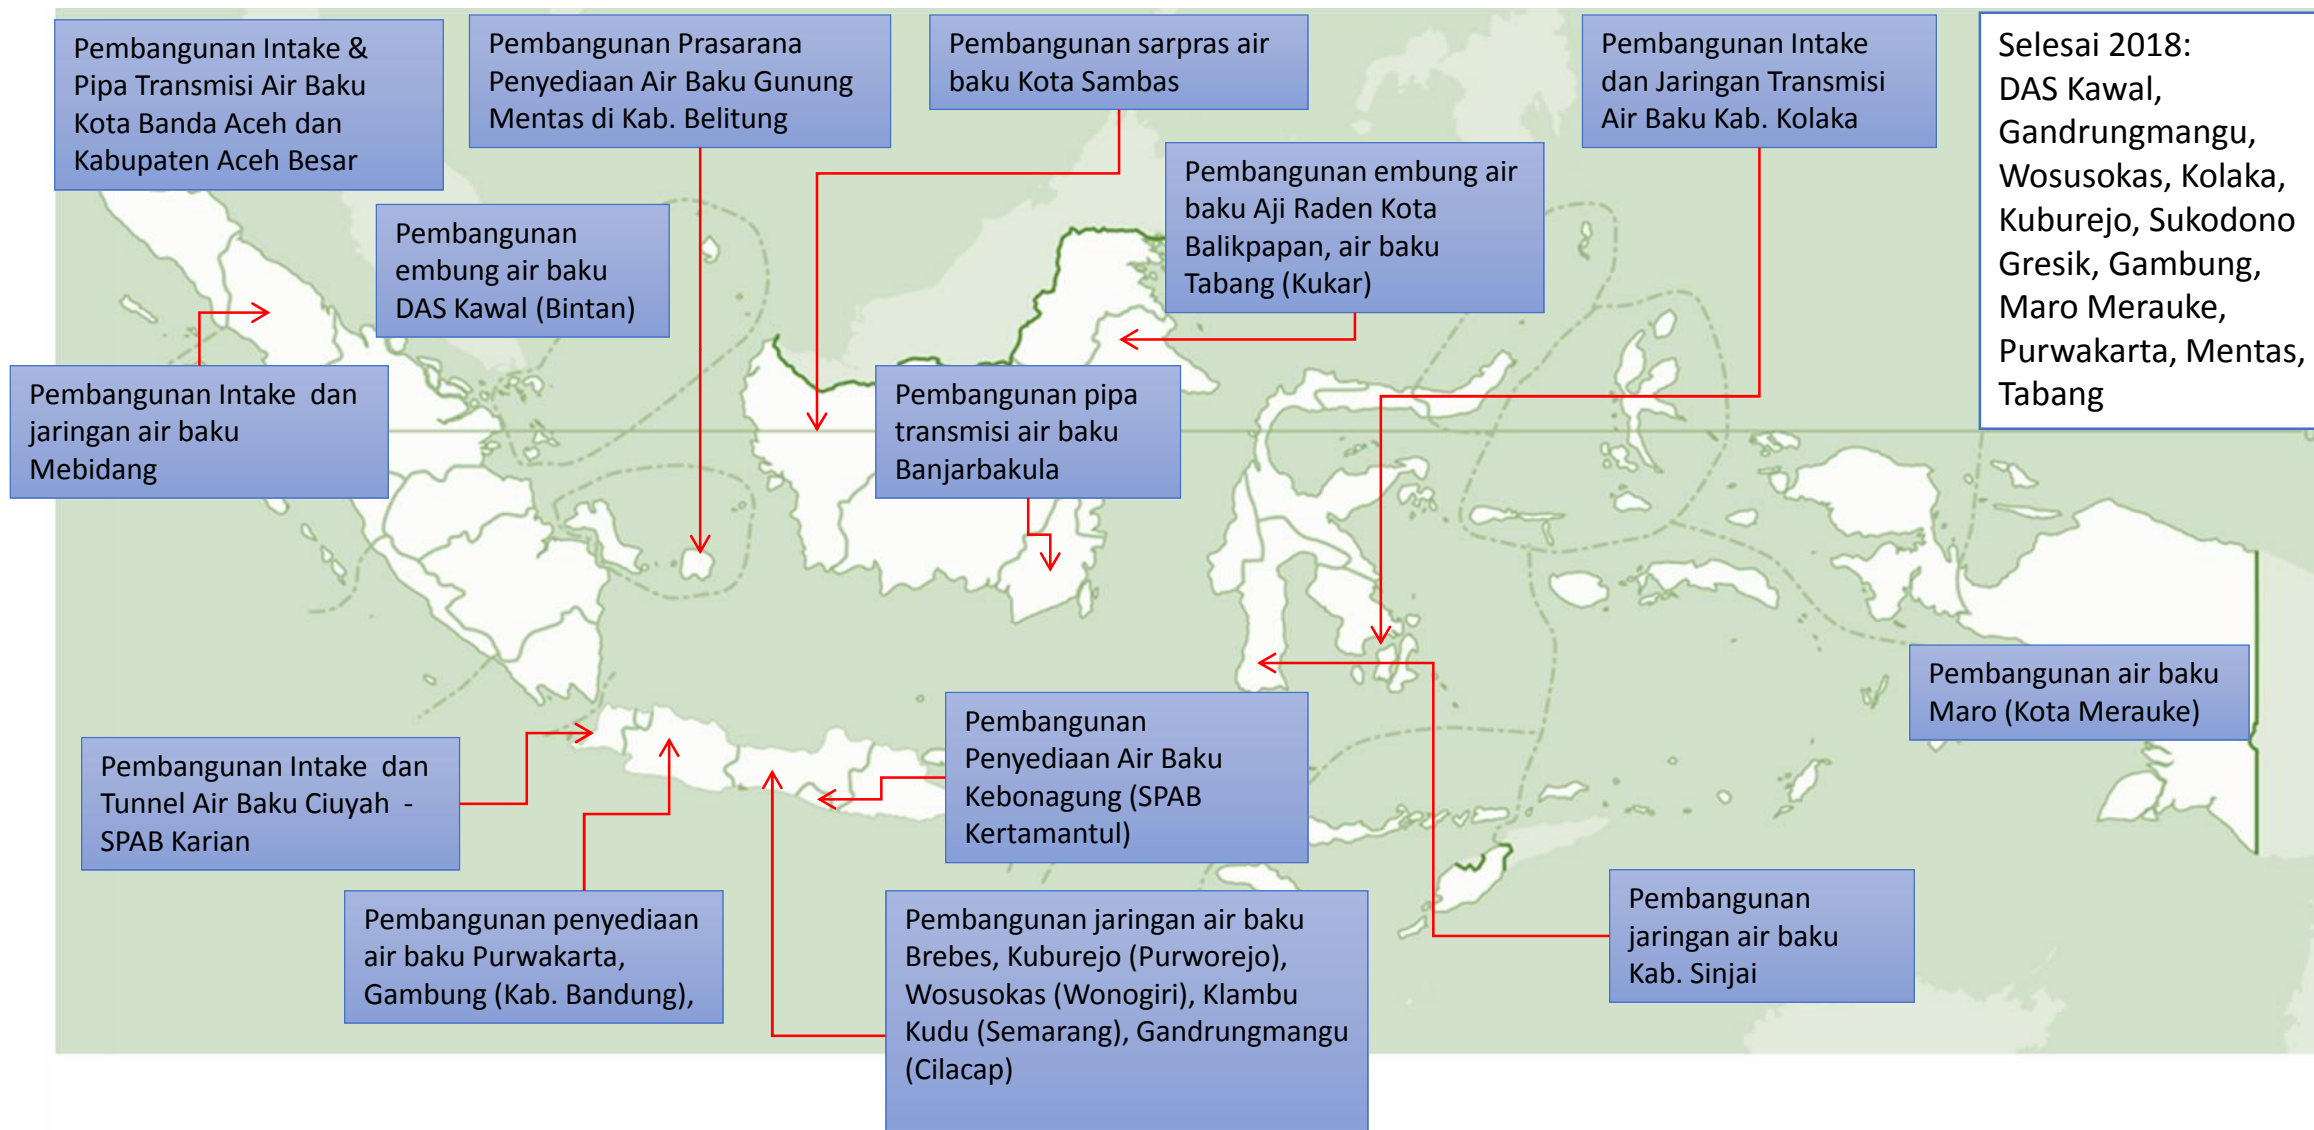 Pembangunan Intake &
Pipa Transmisi Air Baku
Kota Banda Aceh dan
Kabupaten Aceh Besar
Pembangunan Prasarana
Penyediaan Air Baku Gunung
Mentas di Kab. Belitung
Pembangunan sarpras air
baku Kota Sambas
Pembangunan Intake
dan Jaringan Transmisi
Air Baku Kab. Kolaka
Selesai 2018:
DAS Kawal,
Gandrungmangu,
Wosusokas, Kolaka,
Kuburejo, Sukodono
Gresik, Gambung,
Maro Merauke,
Purwakarta, Mentas,
Tabang
Pembangunan
embung air baku
DAS Kawal (Bintan)
Pembangunan embung air
baku Aji Raden Kota
Balikpapan, air baku
Tabang (Kukar)
Pembangunan Intake dan
jaringan air baku
Mebidang
Pembangunan pipa
transmisi air baku
Banjarbakula
Pembangunan air baku
Maro (Kota Merauke)
Pembangunan Intake dan
Tunnel Air Baku Ciuyah -
SPAB Karian
Pembangunan
Penyediaan Air Baku
Kebonagung (SPAB
Kertamantul)
Pembangunan penyediaan
air baku Purwakarta,
Gambung (Kab. Bandung),
Pembangunan jaringan air baku
Brebes, Kuburejo (Purworejo),
Wosusokas (Wonogiri), Klambu
Kudu (Semarang), Gandrungmangu
(Cilacap)
Pembangunan
jaringan air baku
Kab. Sinjai